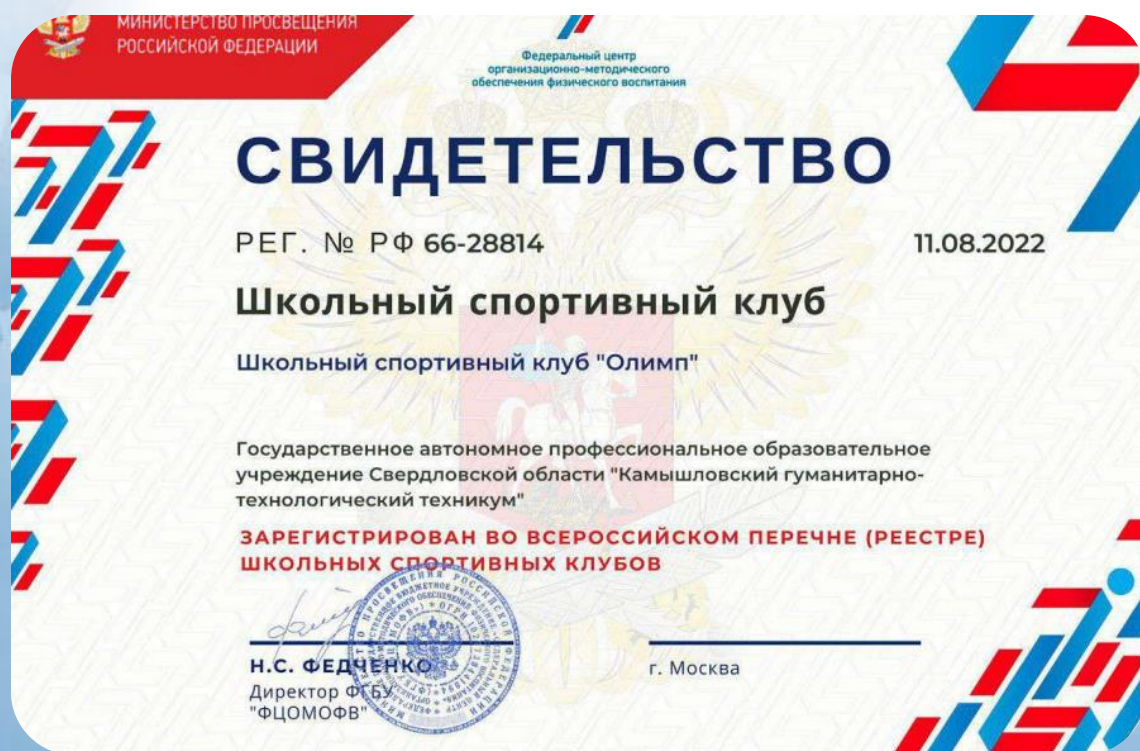 МИНИСТЕРСТВО ПРОСВЕЩЕНИЯ
РОССИЙСКОЙ ФЕДЕРАЦИИ
Федеральный центр
организационно-методического
обеспечения физического воспитания
СВИДЕТЕЛЬСТВО
РЕГ. № РФ 66-28814 11.08.2022
Школьный спортивный клуб
Школьный спортивный клуб "Олимп"
Государственное автономное профессиональное образовательное
учреждение Свердловской области "Камышловский гуманитарно-
технологический техникум"
ЗАРЕГИСТРИРОВАН ВО ВСЕРОССИЙСКОМ ПЕРЕЧНЕ (РЕЕСТРЕ)
ШКОЛЬНЫХ СПОРТИВНЫХ КЛУБОВ
Н.С. ФЕДЧЕНКО
Директор ФГБУ
"ФЦОМОФВ"
г. Москва